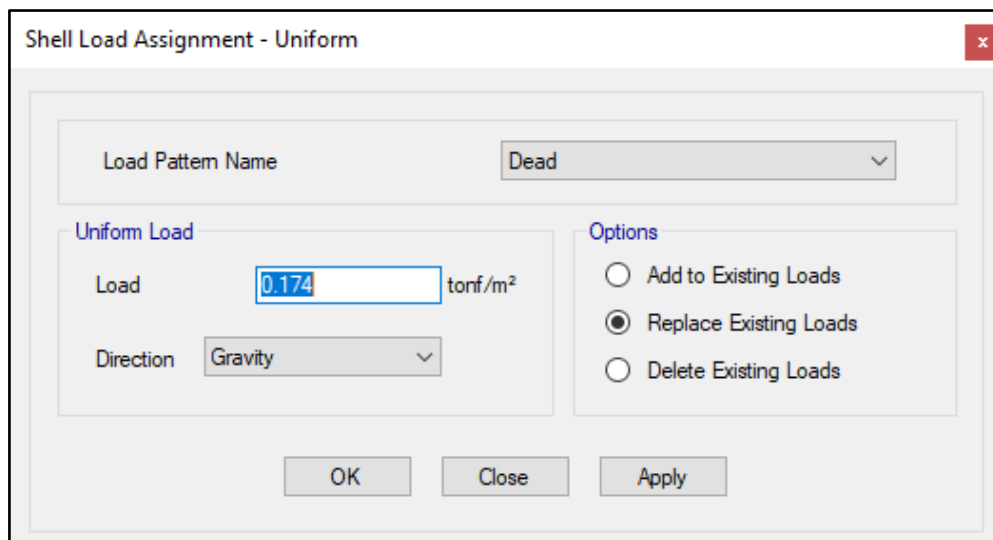 Shell Load Assignment - Uniform
x
Load Pattern Name
Dead
Uniform Load
Load
0.174
tonf/m²
Direction
Gravity
Options
Add to Existing Loads
Replace Existing Loads
Delete Existing Loads
OK
Close
Apply